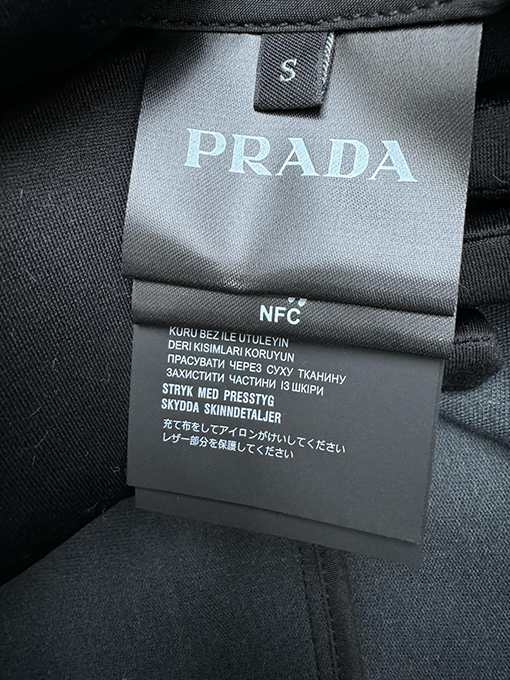 S
PRADA
NFC
KURU BEZ ILE UTULEYIN
DERI KISIMLARI KORUYUN
ПРАСУВАТИ ЧЕРЕЗ СУХУ ТКАНИНУ
ЗАХИСТИТИ ЧАСТИНИ ІЗ ШКІРИ
STRYK MED PRESSTYG
SKYDDA SKINNDETALJER
充て布をしてアイロンがけいしてください
レザー部分を保護してください